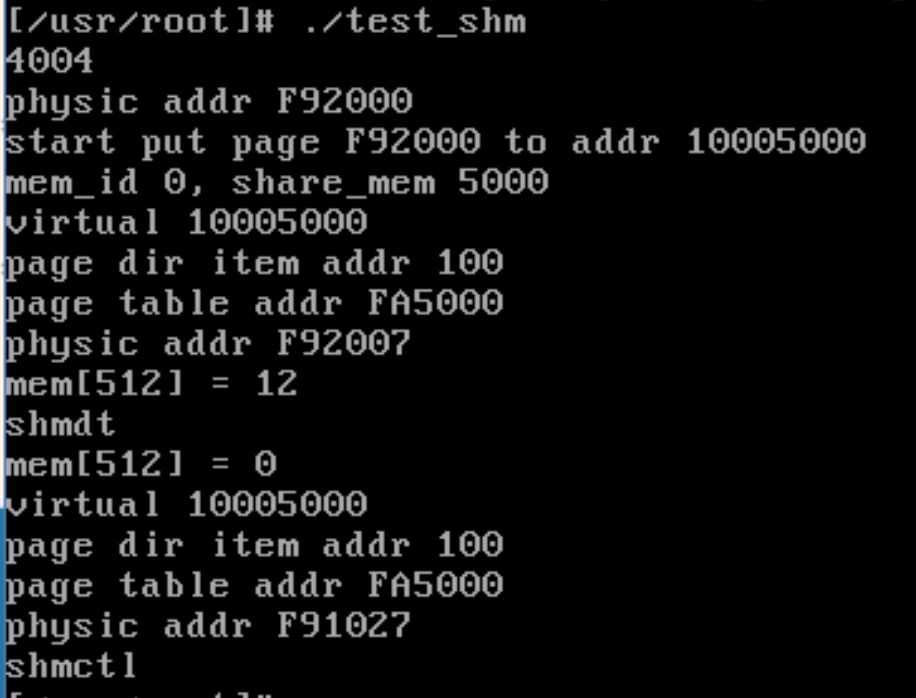 [/usr/root]# ./test_shm
4004
physic addr F92000
start put page F92000 to addr 10005000
mem_id 0, share_mem 5000
virtual 10005000
page dir item addr 100
page table addr FA5000
physic addr F92007
mem[512] = 12
shmdt
mem[512] = 0
virtual 10005000
page dir item addr 100
page table addr FA5000
physic addr F91027
shmctl